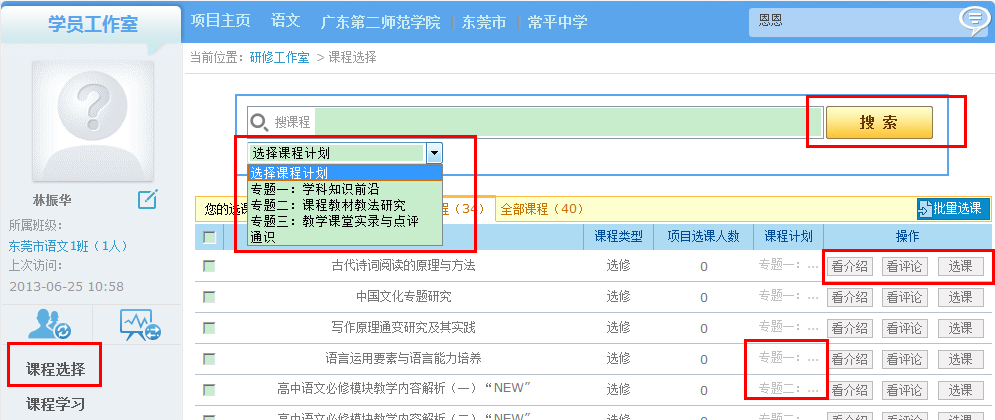 学员工作室
项目主页 语文 广东第二师范学院 | 东莞市 | 常平中学
恩恩
当前位置：研修工作室 > 课程选择
搜课程
搜 索
选择课程计划
选择课程计划
专题一：学科知识前沿
专题二：课程教材教法研究
专题三：教学课堂实录与点评
通识
林振华
所属班级：
东莞市语文1班（1人）
上次访问：
2013-06-25 10:58
课程选择
课程学习
您的选课
程（34） 全部课程（40）
批量选课
课程类型 项目选课人数 课程计划 操作
古代诗词阅读的原理与方法 选修 0 专题一：... 看介绍 看评论 选课
中国文化专题研究 选修 0 专题一：... 看介绍 看评论 选课
写作原理通变研究及其实践 选修 0 专题一：... 看介绍 看评论 选课
语言运用要素与语言能力培养 选修 0 专题一：... 看介绍 看评论 选课
高中语文必修模块教学内容解析（一）“NEW” 选修 0 专题二：... 看介绍 看评论 选课
高中语文必修模块教学内容解析（二）“NEW” 选修 0 专题二：... 看介绍 看评论 选课